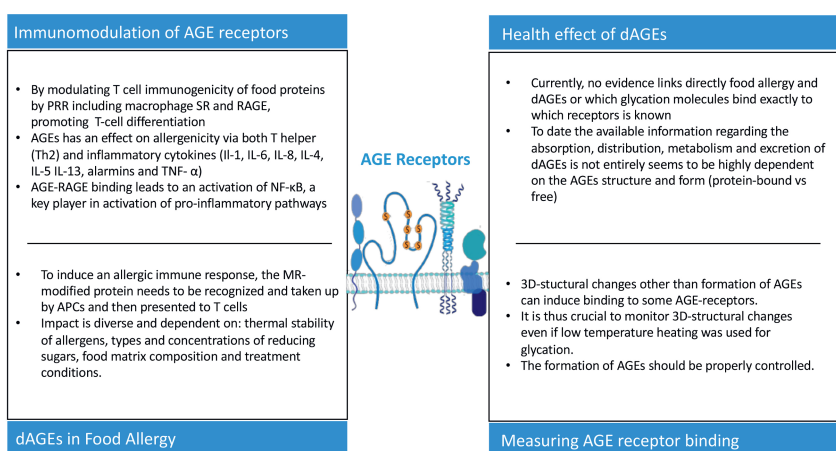 Immunomodulation of AGE receptors
• By modulating T cell immunogenicity of food proteins
by PRR including macrophage SR and RAGE,
promoting T-cell differentiation
• AGEs has an effect on allergenicity via both T helper
(Th2) and inflammatory cytokines (Il-1, IL-6, IL-8, IL-4,
IL-5 IL-13, alarmins and TNF- α)
• AGE-RAGE binding leads to an activation of NF-κB, a
key player in activation of pro-inflammatory pathways
• To induce an allergic immune response, the MR-
modified protein needs to be recognized and taken up
by APCs and then presented to T cells
• Impact is diverse and dependent on: thermal stability
of allergens, types and concentrations of reducing
sugars, food matrix composition and treatment
conditions.
dAGEs in Food Allergy
AGE Receptors
S
S
S
S
S
S
Health effect of dAGEs
• Currently, no evidence links directly food allergy and
dAGEs or which glycation molecules bind exactly to
which receptors is known
• To date the available information regarding the
absorption, distribution, metabolism and excretion of
dAGEs is not entirely seems to be highly dependent
on the AGEs structure and form (protein-bound vs
free)
• 3D-stuctural changes other than formation of AGEs
can induce binding to some AGE-receptors.
• It is thus crucial to monitor 3D-structural changes
even if low temperature heating was used for
glycation.
• The formation of AGEs should be properly controlled.
Measuring AGE receptor binding